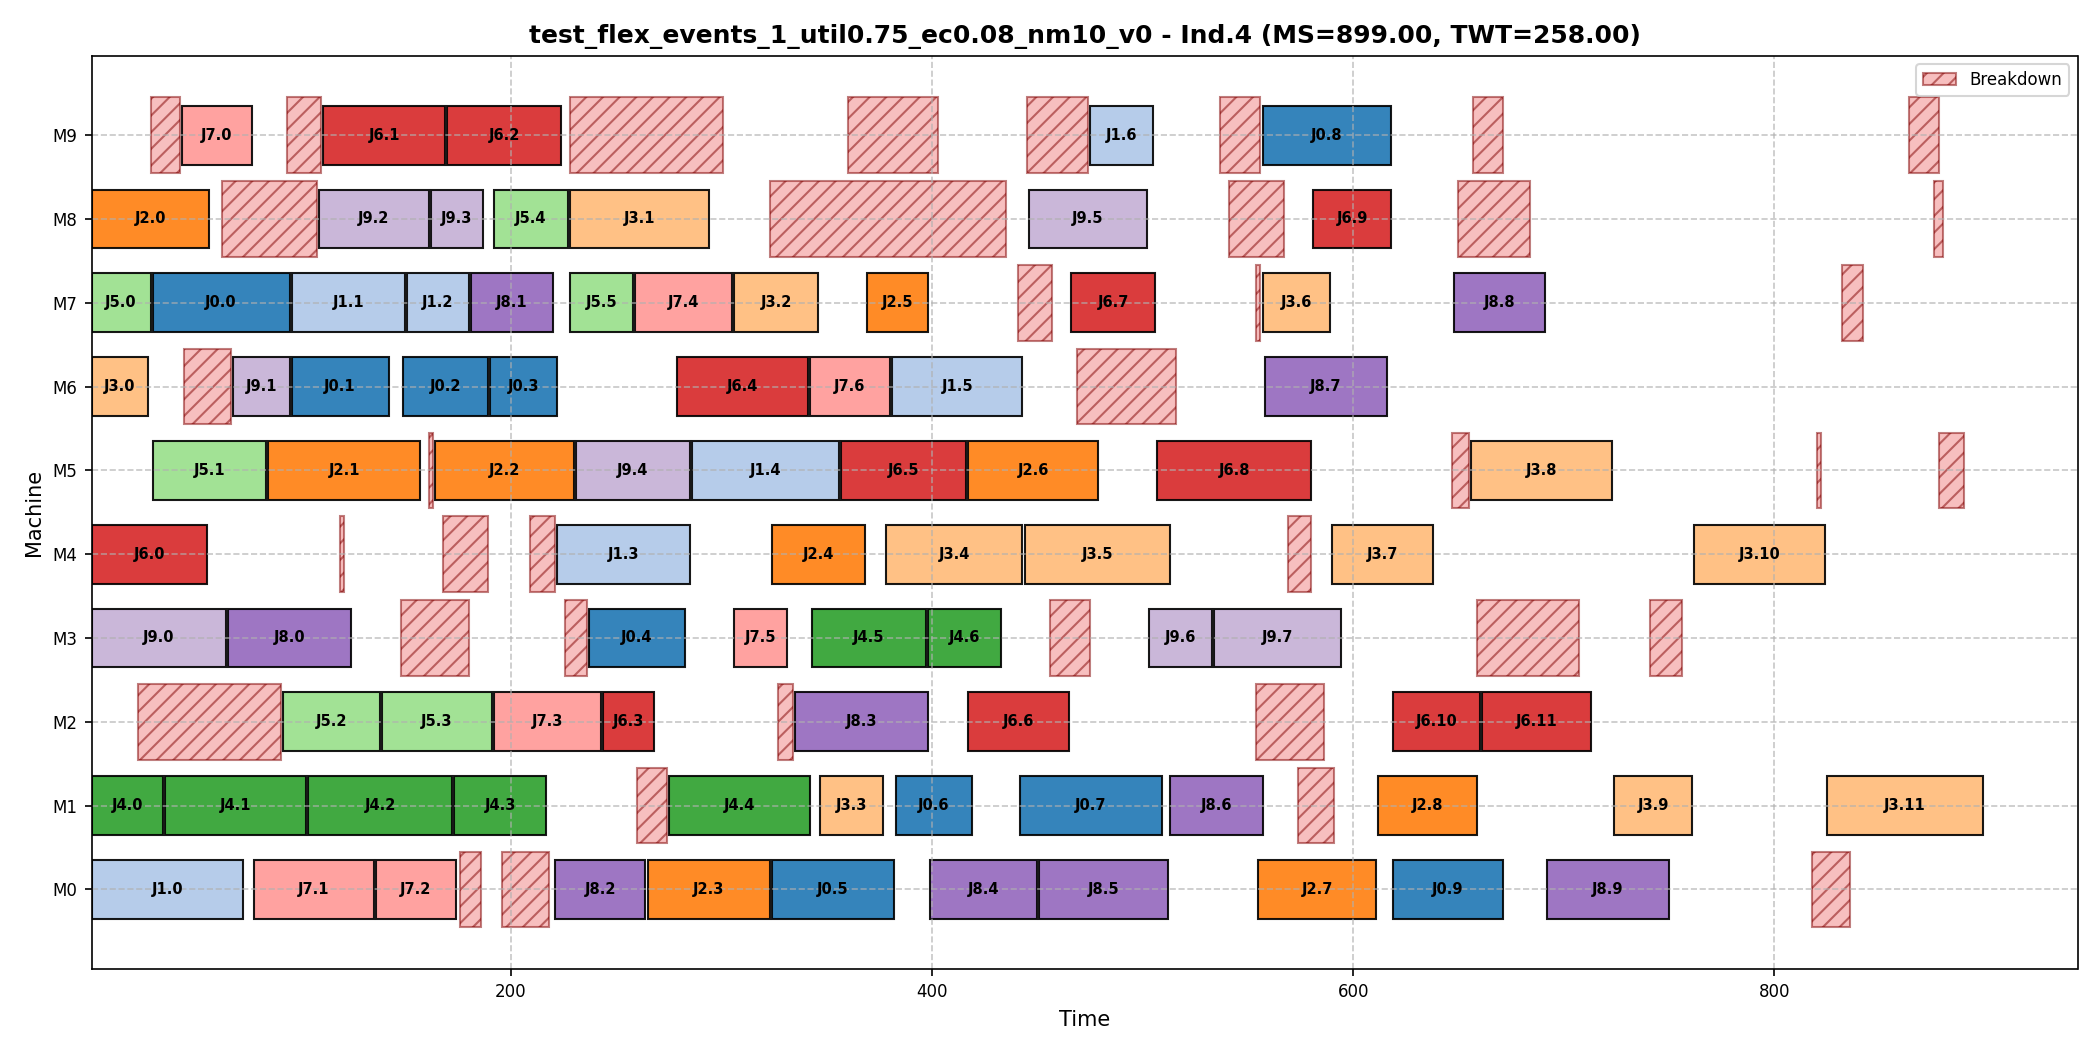 test_flex_events_1_util0.75_ec0.08_nm10_v0 - Ind.4 (MS=899.00, TWT=258.00)
Breakdown
M9 J7.0 J6.1 J6.2 J1.6 J0.8
M8 J2.0 J9.2 J9.3 J5.4 J3.1 J9.5 J6.9
M7 J5.0 J0.0 J1.1 J1.2 J8.1 J5.5 J7.4 J3.2 J2.5 J6.7 J3.6 J8.8
M6 J3.0 J9.1 J0.1 J0.2 J0.3 J6.4 J7.6 J1.5 J8.7
M5 J5.1 J2.1 J2.2 J9.4 J1.4 J6.5 J2.6 J6.8 J3.8
M4 J6.0 J1.3 J2.4 J3.4 J3.5 J3.7 J3.10
M3 J9.0 J8.0 J0.4 J7.5 J4.5 J4.6 J9.6 J9.7
M2 J5.2 J5.3 J7.3 J6.3 J8.3 J6.6 J6.10 J6.11
M1 J4.0 J4.1 J4.2 J4.3 J4.4 J3.3 J0.6 J0.7 J8.6 J2.8 J3.9 J3.11
M0 J1.0 J7.1 J7.2 J8.2 J2.3 J0.5 J8.4 J8.5 J2.7 J0.9 J8.9
200 400 600 800
Time
Machine